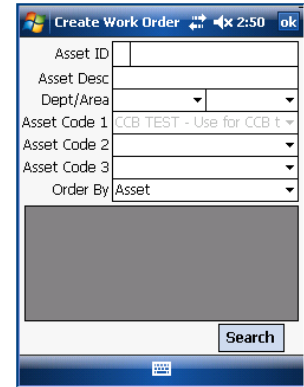 Create Work Order 2:50 ok
Asset ID
Asset Desc
Dept/Area
Asset Code 1 CCB TEST - Use for CCB t
Asset Code 2
Asset Code 3
Order By Asset
Search